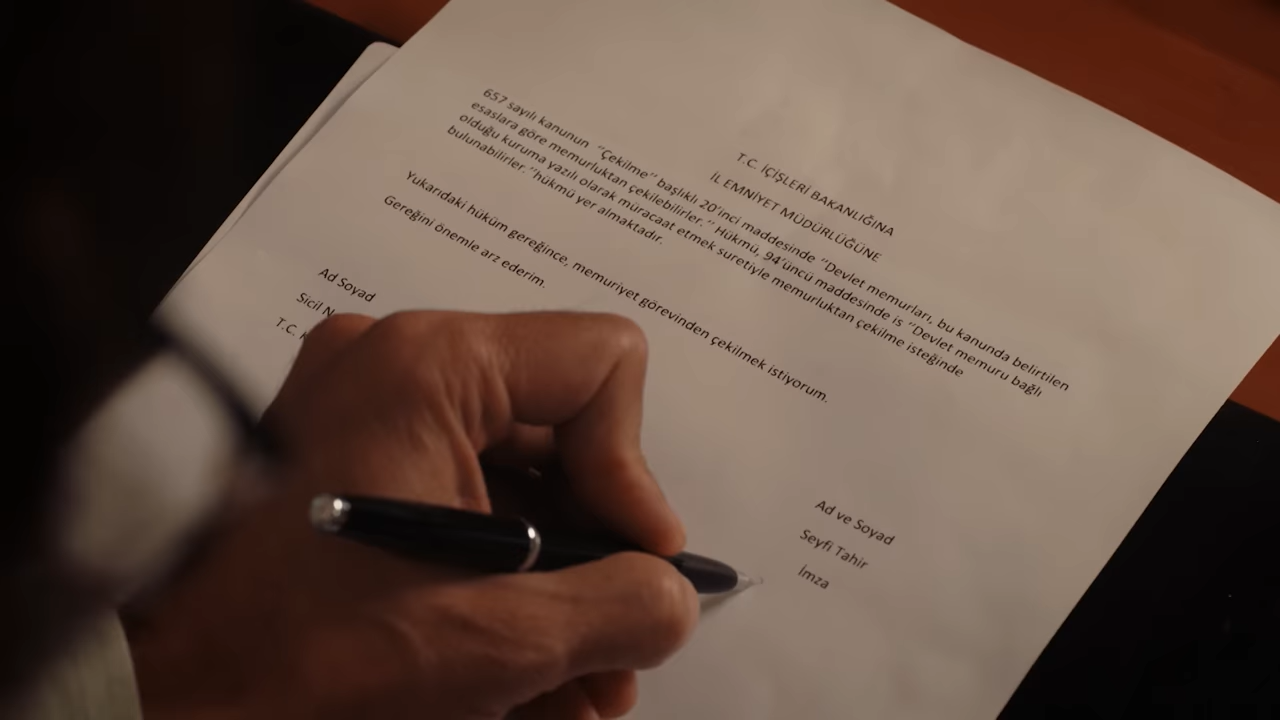 T.C. İÇİŞLERİ BAKANLIĞINA
İL EMNİYET MÜDÜRLÜĞÜNE
657 sayılı kanunun ‘’Çekilme’’ başlıklı 20’inci maddesinde ‘’Devlet memurları, bu kanunda belirtilen
esaslara göre memurluktan çekilebilirler.’’ Hükmü, 94’üncü maddesinde is ‘’Devlet memuru bağlı
olduğu kuruma yazılı olarak müracaat etmek suretiyle memurluktan çekilme isteğinde
bulunabilirler.’’hükmü yer almaktadır.
Yukarıdaki hüküm gereğince, memuriyet görevinden çekilmek istiyorum.
Gereğini önemle arz ederim.
Ad Soyad
Sicil
T.C.
Ad ve Soyad
Seyfi Tahir
İmza